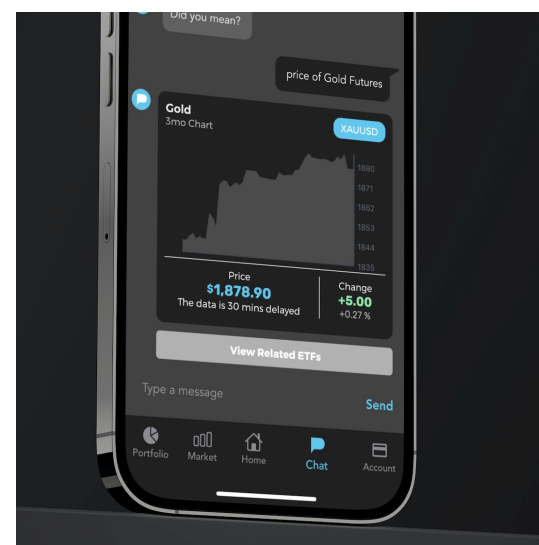 Did you mean?
price of Gold Futures
Gold
3mo Chart
XAUUSD
1880
1871
1862
1853
1844
1835
Price
$1,878.90
The data is 30 mins delayed
Change
+5.00
+0.27 %
View Related ETFs
Type a message
Send
Portfolio
Market
Home
Chat
Account